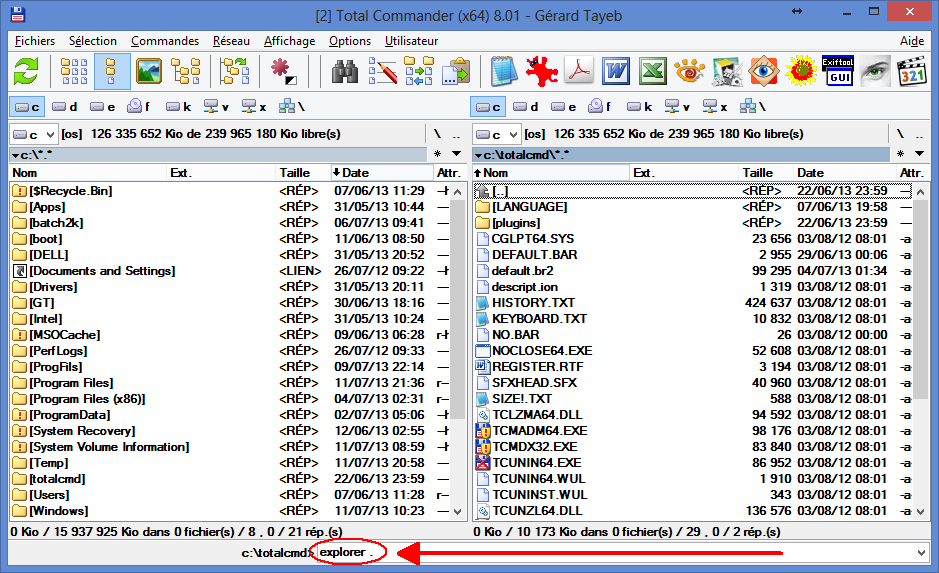 [2] Total Commander (x64) 8.01 - Gérard Tayeb
Fichiers Sélection Commandes Réseau Affichage Options Utilisateur Aide
Exiftool GUI 321
c d e f k v x \ c d e f k v x \
c [os] 126 335 652 Kio de 239 965 180 Kio libre(s) \ .. c [os] 126 335 652 Kio de 239 965 180 Kio libre(s) \ ..
c:\*.* * c:\totalcmd\*.* *
Nom Ext. Taille Date Attr. Nom Ext. Taille Date Attr.
[$Recycle.Bin] <RÉP> 07/06/13 11:29 —h [..] <RÉP> 22/06/13 23:59 —
[Apps] <RÉP> 31/05/13 10:44 — [LANGUAGE] <RÉP> 07/06/13 19:58 —
[batch2k] <RÉP> 06/07/13 09:41 — [plugins] <RÉP> 22/06/13 23:59 —
[boot] <RÉP> 11/06/13 08:50 — CGLPT64.SYS 23 656 03/08/12 08:01 -a
[DELL] <RÉP> 31/05/13 20:52 — DEFAULT.BAR 2 955 29/06/13 00:06 -a
[Documents and Settings] <LIEN> 26/07/12 09:22 —h default.br2 99 295 04/07/13 01:34 -a
[Drivers] <RÉP> 31/05/13 20:11 — descript.ion 1 319 03/08/12 08:01 -a
[GT] <RÉP> 30/06/13 18:16 — HISTORY.TXT 424 637 03/08/12 08:01 -a
[Intel] <RÉP> 31/05/13 10:24 — KEYBOARD.TXT 10 832 03/08/12 08:01 -a
[MSOCache] <RÉP> 09/06/13 06:28 r-h NO.BAR 26 03/08/12 00:00 -a
[PerfLogs] <RÉP> 26/07/12 09:33 — NOCLOSE64.EXE 52 608 03/08/12 08:01 -a
[ProgFils] <RÉP> 09/07/13 22:14 — REGISTER.RTF 3 194 03/08/12 08:01 -a
[Program Files] <RÉP> 11/07/13 21:36 r— SFXHEAD.SFX 40 960 03/08/12 08:01 -a
[Program Files (x86)] <RÉP> 04/07/13 02:31 r— SIZE!.TXT 588 03/08/12 08:01 -a
[ProgramData] <RÉP> 02/07/13 05:06 —h TCLZMA64.DLL 94 592 03/08/12 08:01 -a
[System Recovery] <RÉP> 12/06/13 02:55 —h TCMADM64.EXE 98 176 03/08/12 08:01 -a
[System Volume Information] <RÉP> 11/07/13 08:59 —h TCMDX32.EXE 83 840 03/08/12 08:01 -a
[Temp] <RÉP> 11/07/13 20:58 — TCUNIN64.EXE 86 952 03/08/12 08:01 -a
[totalcmd] <RÉP> 22/06/13 23:59 — TCUNIN64.WUL 1 910 03/08/12 08:01 -a
[Users] <RÉP> 07/06/13 11:28 r— TCUNINST.WUL 343 03/08/12 08:01 -a
[Windows] <RÉP> 11/07/13 10:23 — TCUNZL64.DLL 136 576 03/08/12 08:01 -a
0 Kio / 15 937 925 Kio dans 0 fichier(s) / 8 , 0 / 21 rép.(s) 0 Kio / 10 173 Kio dans 0 fichier(s) / 29 , 0 / 2 rép.(s)
c:\totalcmd> explorer .